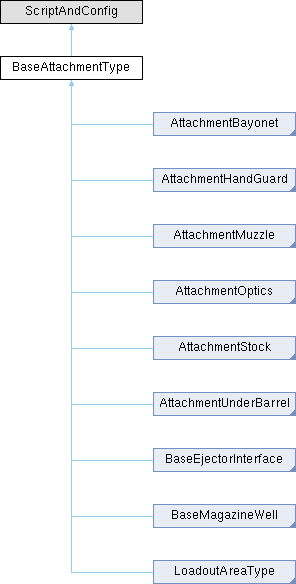 ScriptAndConfig
BaseAttachmentType
AttachmentBayonet
AttachmentHandGuard
AttachmentMuzzle
AttachmentOptics
AttachmentStock
AttachmentUnderBarrel
BaseEjectorInterface
BaseMagazineWell
LoadoutAreaType